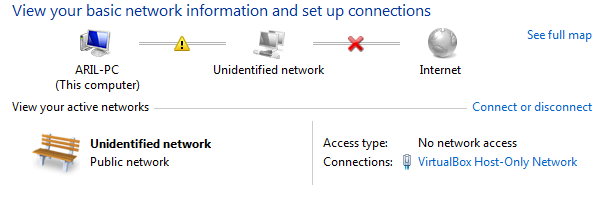 View your basic network information and set up connections
See full map
ARIL-PC
(This computer)
Unidentified network
Internet
View your active networks
Connect or disconnect
Unidentified network
Public network
Access type:
No network access
Connections:
VirtualBox Host-Only Network